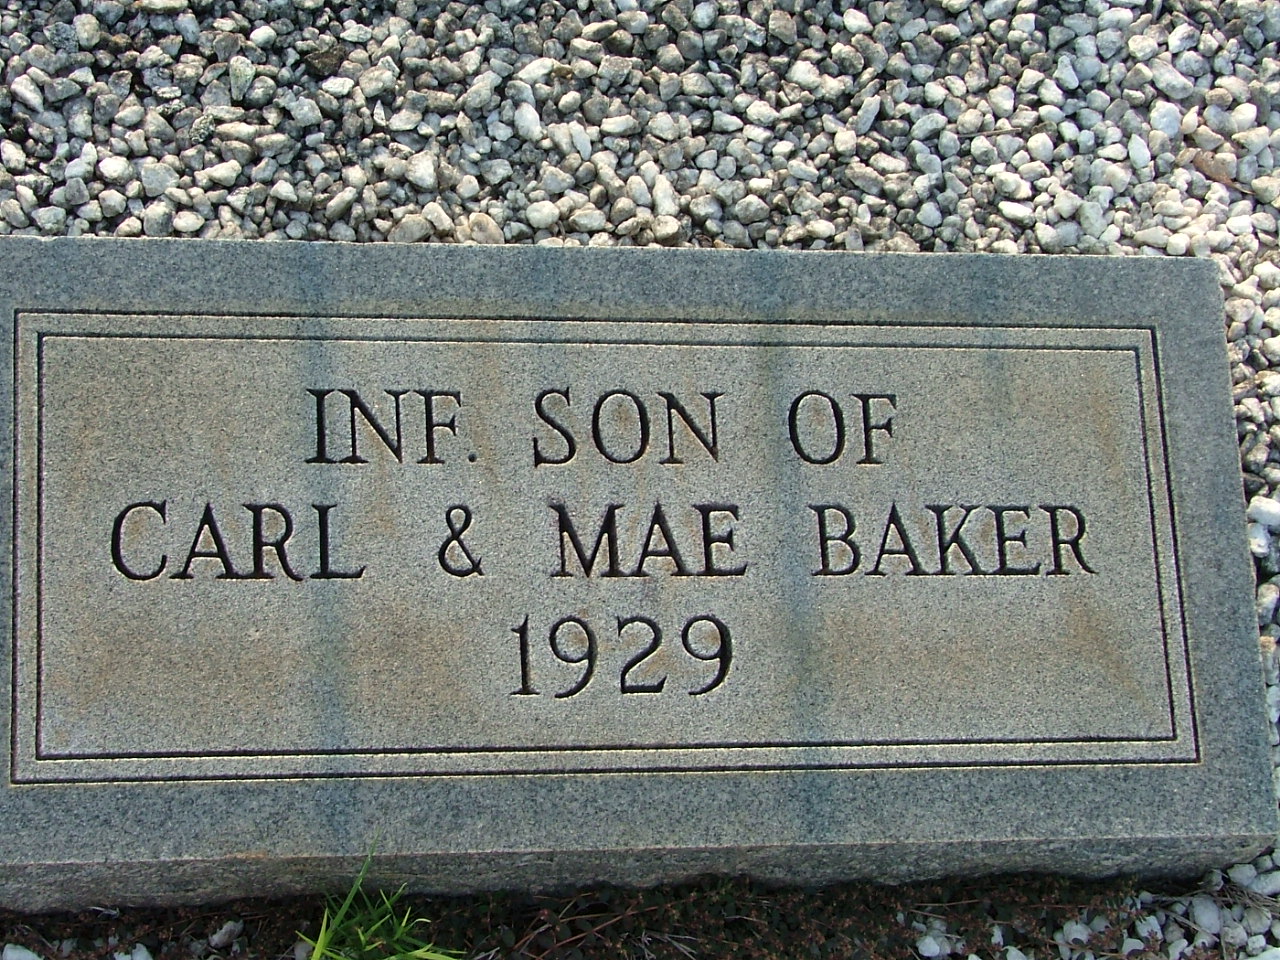 INF. SON OF
CARL & MAE BAKER
1929